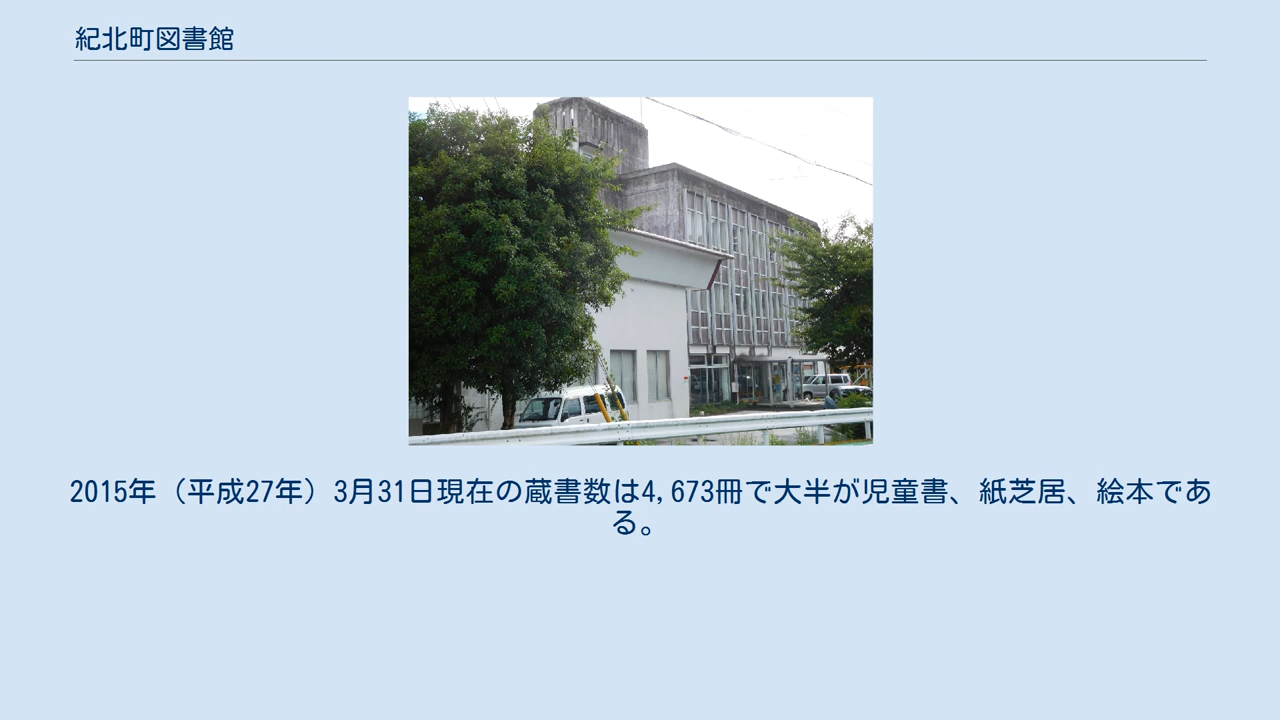 紀北町図書館
2015年（平成27年）3月31日現在の蔵書数は4,673冊で大半が児童書、紙芝居、絵本であ
る。